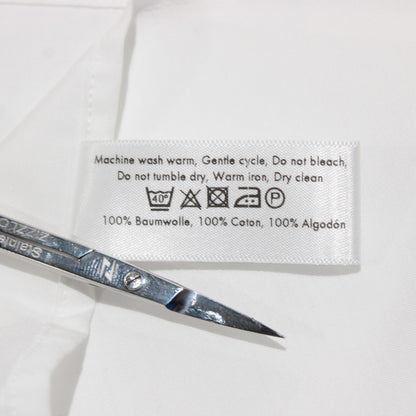 Machine wash warm, Gentle cycle, Do not bleach,
Do not tumble dry, Warm iron, Dry clean
40° P
100% Baumwolle, 100% Coton, 100% Algodón